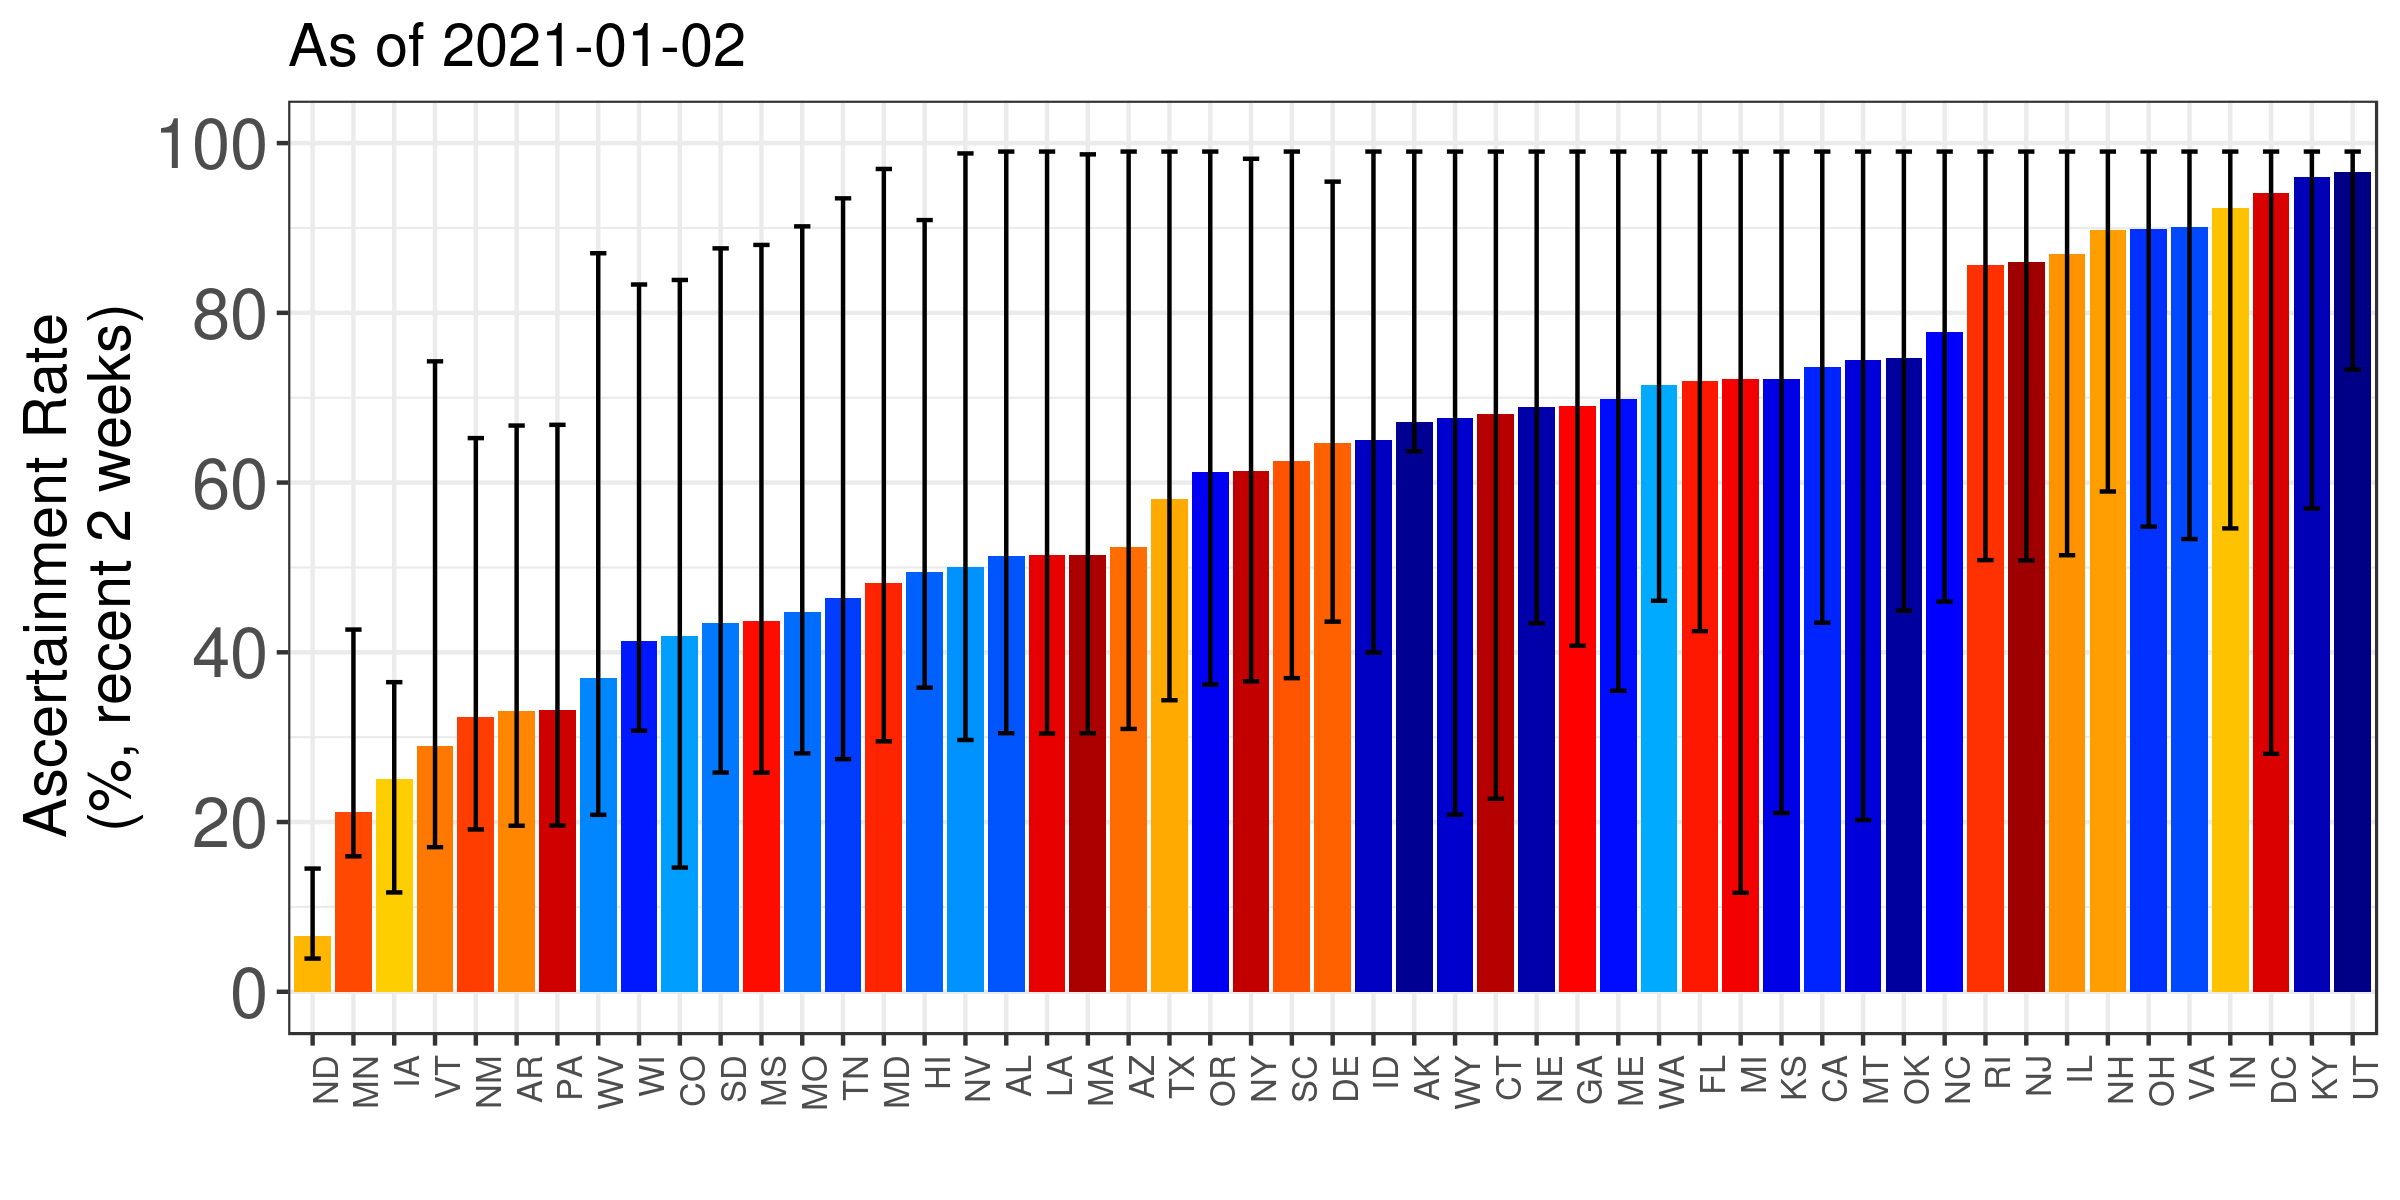 As of 2021-01-02
Ascertainment Rate
(%, recent 2 weeks)
100
80
60
40
20
0
ND MN IA VT NM AR PA WV WI CO SD MS MO TN MD HI NV AL LA MA AZ TX OR NY SC DE ID AK WY CT NE GA ME WA FL MI KS CA MT OK NC RI NJ IL NH OH VA IN DC KY UT